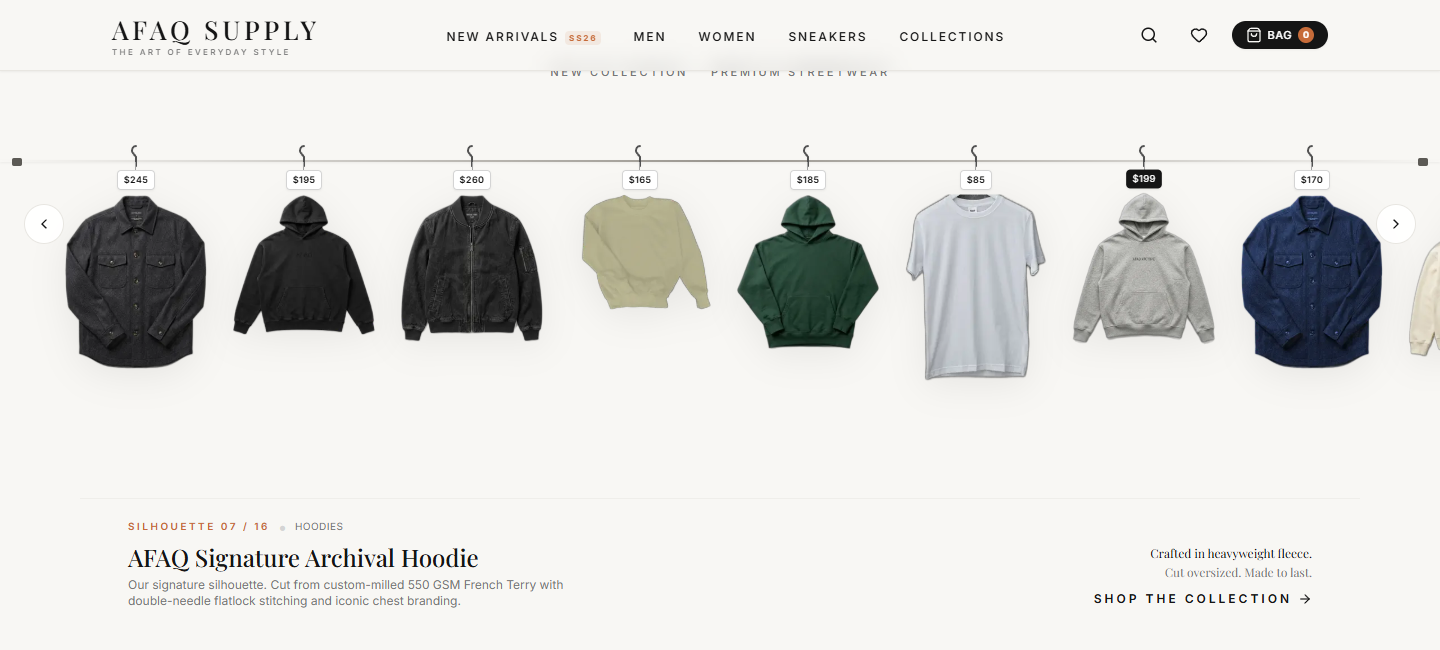 AFAQ SUPPLY
THE ART OF EVERYDAY STYLE
NEW ARRIVALS SS26 MEN WOMEN SNEAKERS COLLECTIONS
BAG 0
NEW COLLECTION PREMIUM STREETWEAR
$245 $195 $260 $165 $185 $85 $199 $170
SILHOUETTE 07 / 16 HOODIES
AFAQ Signature Archival Hoodie
Our signature silhouette. Cut from custom-milled 550 GSM French Terry with
double-needle flatlock stitching and iconic chest branding.
Crafted in heavyweight fleece.
Cut oversized. Made to last.
SHOP THE COLLECTION